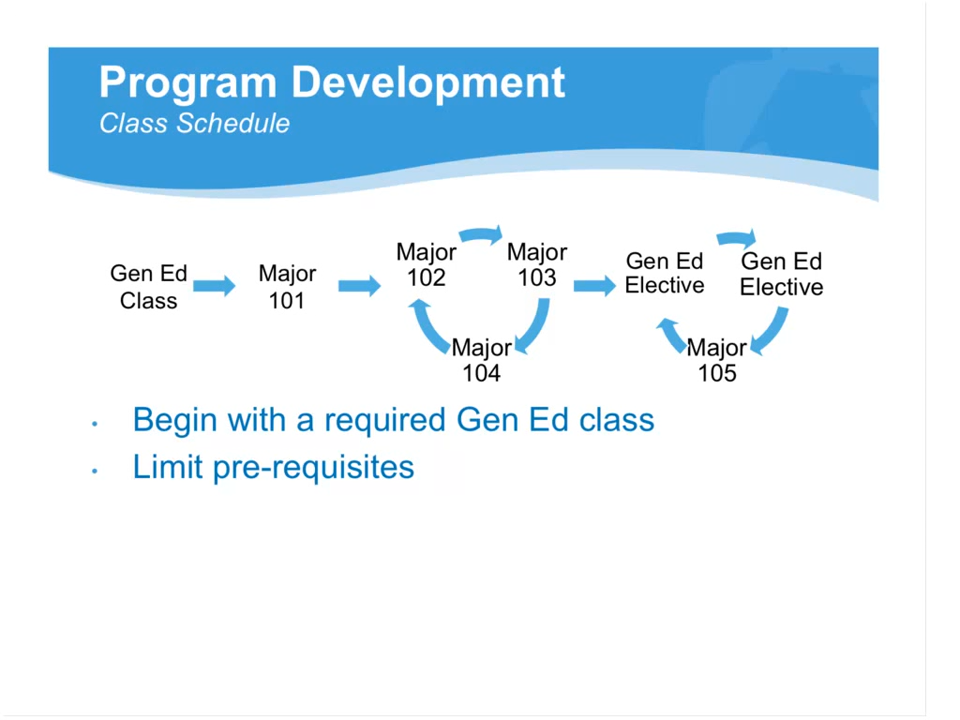 Program Development
Class Schedule
Gen Ed
Class
Major
101
Major
102
Major
103
Major
104
Gen Ed
Elective
Gen Ed
Elective
Major
105
• Begin with a required Gen Ed class
• Limit pre-requisites